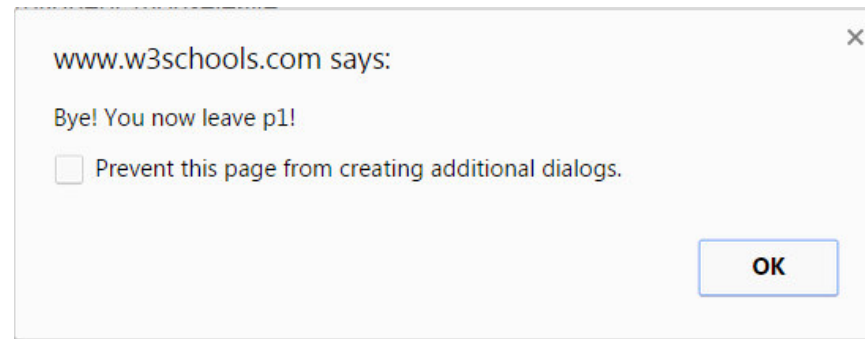 www.w3schools.com says:
Bye! You now leave p1!
Prevent this page from creating additional dialogs.
OK